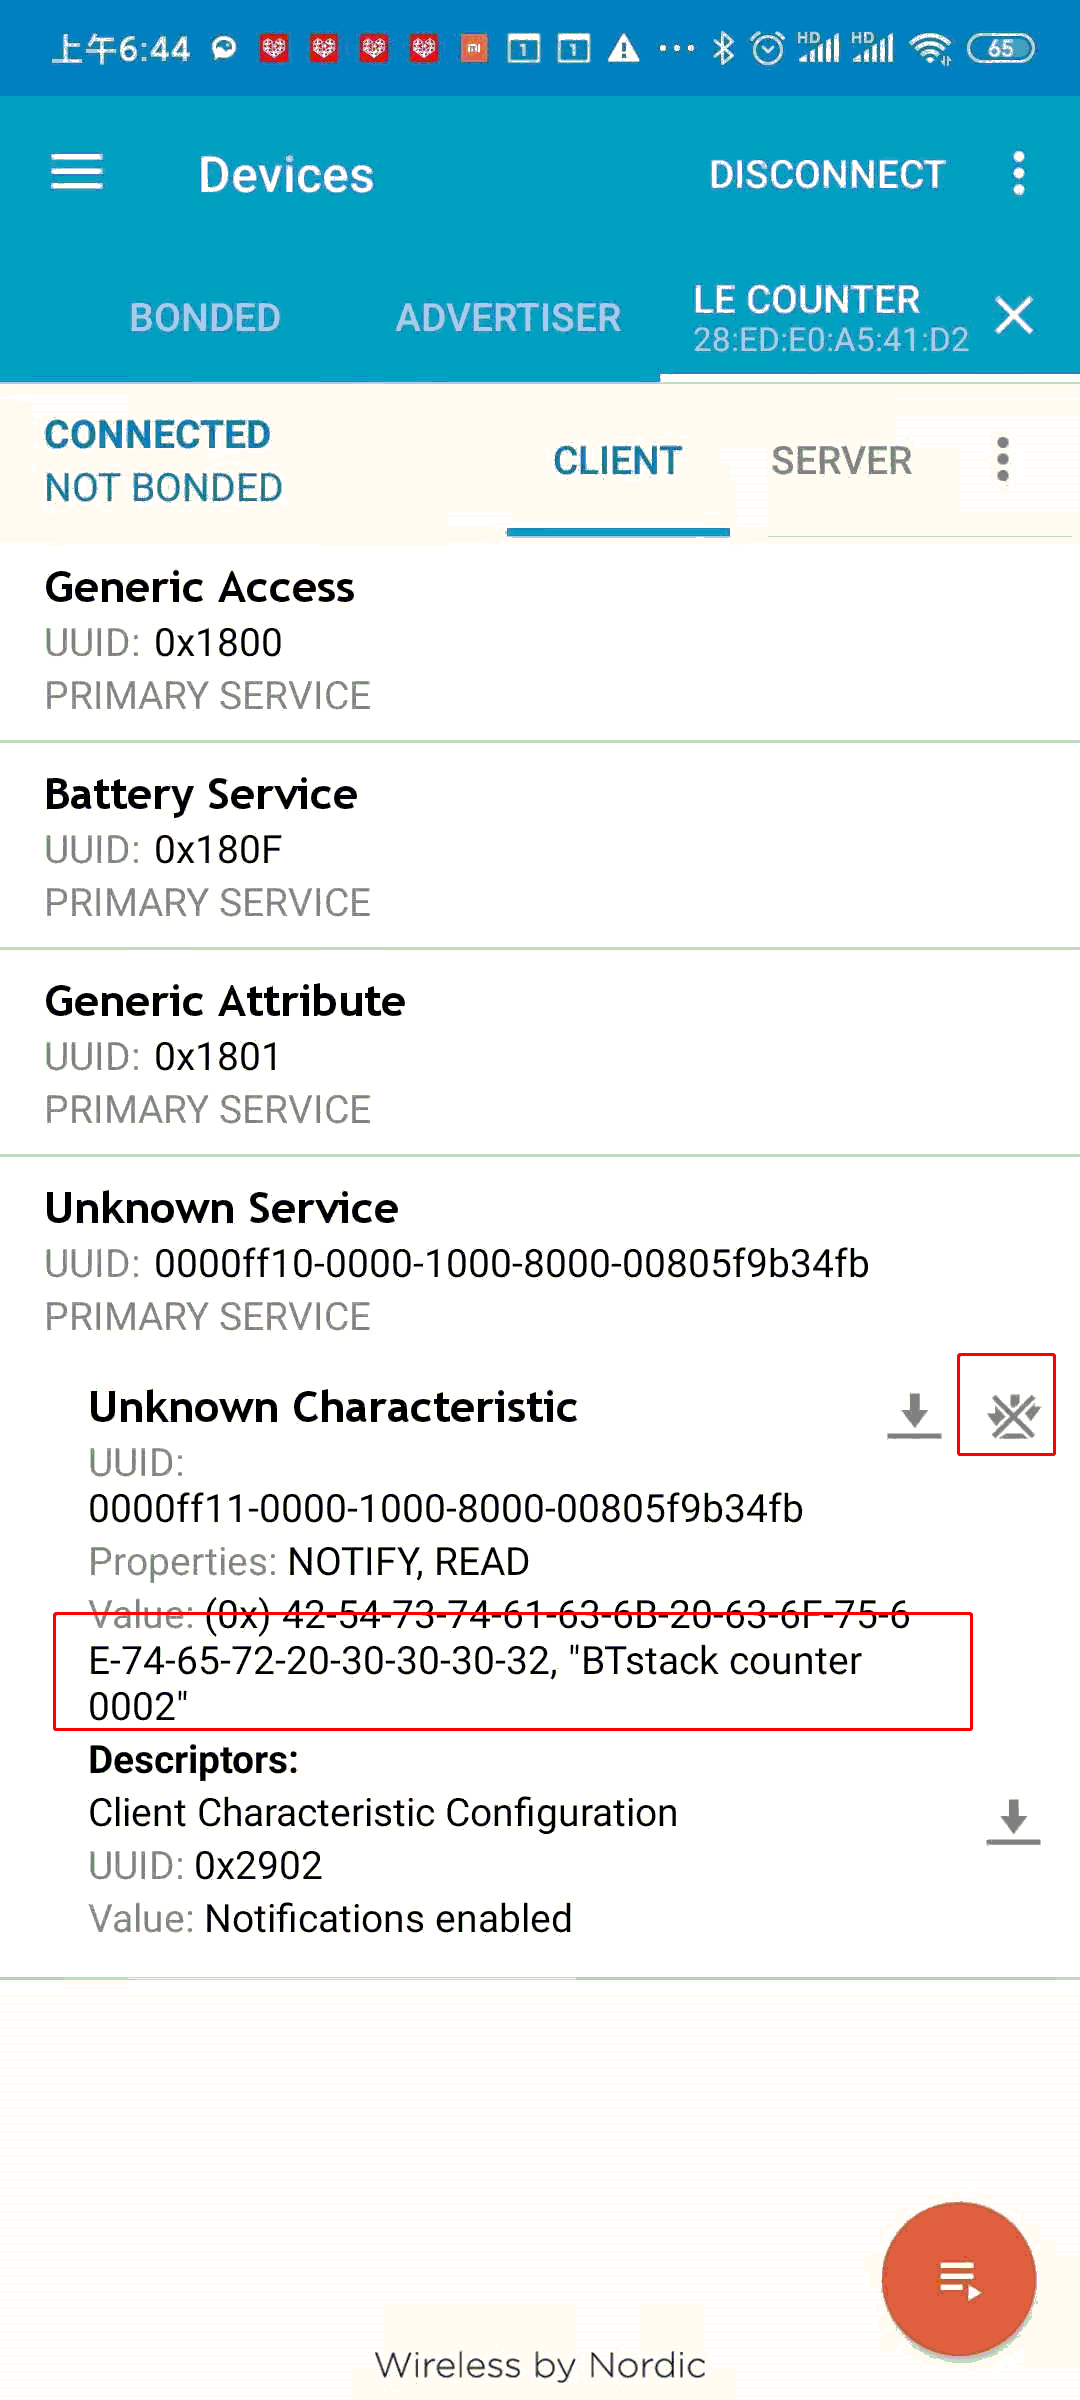 上午6:44
HD HD 65
Devices DISCONNECT
BONDED ADVERTISER LE COUNTER
28:ED:E0:A5:41:D2
CONNECTED
NOT BONDED
CLIENT SERVER
Generic Access
UUID: 0x1800
PRIMARY SERVICE
Battery Service
UUID: 0x180F
PRIMARY SERVICE
Generic Attribute
UUID: 0x1801
PRIMARY SERVICE
Unknown Service
UUID: 0000ff10-0000-1000-8000-00805f9b34fb
PRIMARY SERVICE
Unknown Characteristic
UUID:
0000ff11-0000-1000-8000-00805f9b34fb
Properties: NOTIFY, READ
Value: (0x) 42-54-73-74-61-63-6B-20-63-6F-75-6
E-74-65-72-20-30-30-30-32, "BTstack counter
0002"
Descriptors:
Client Characteristic Configuration
UUID: 0x2902
Value: Notifications enabled
Wireless by Nordic